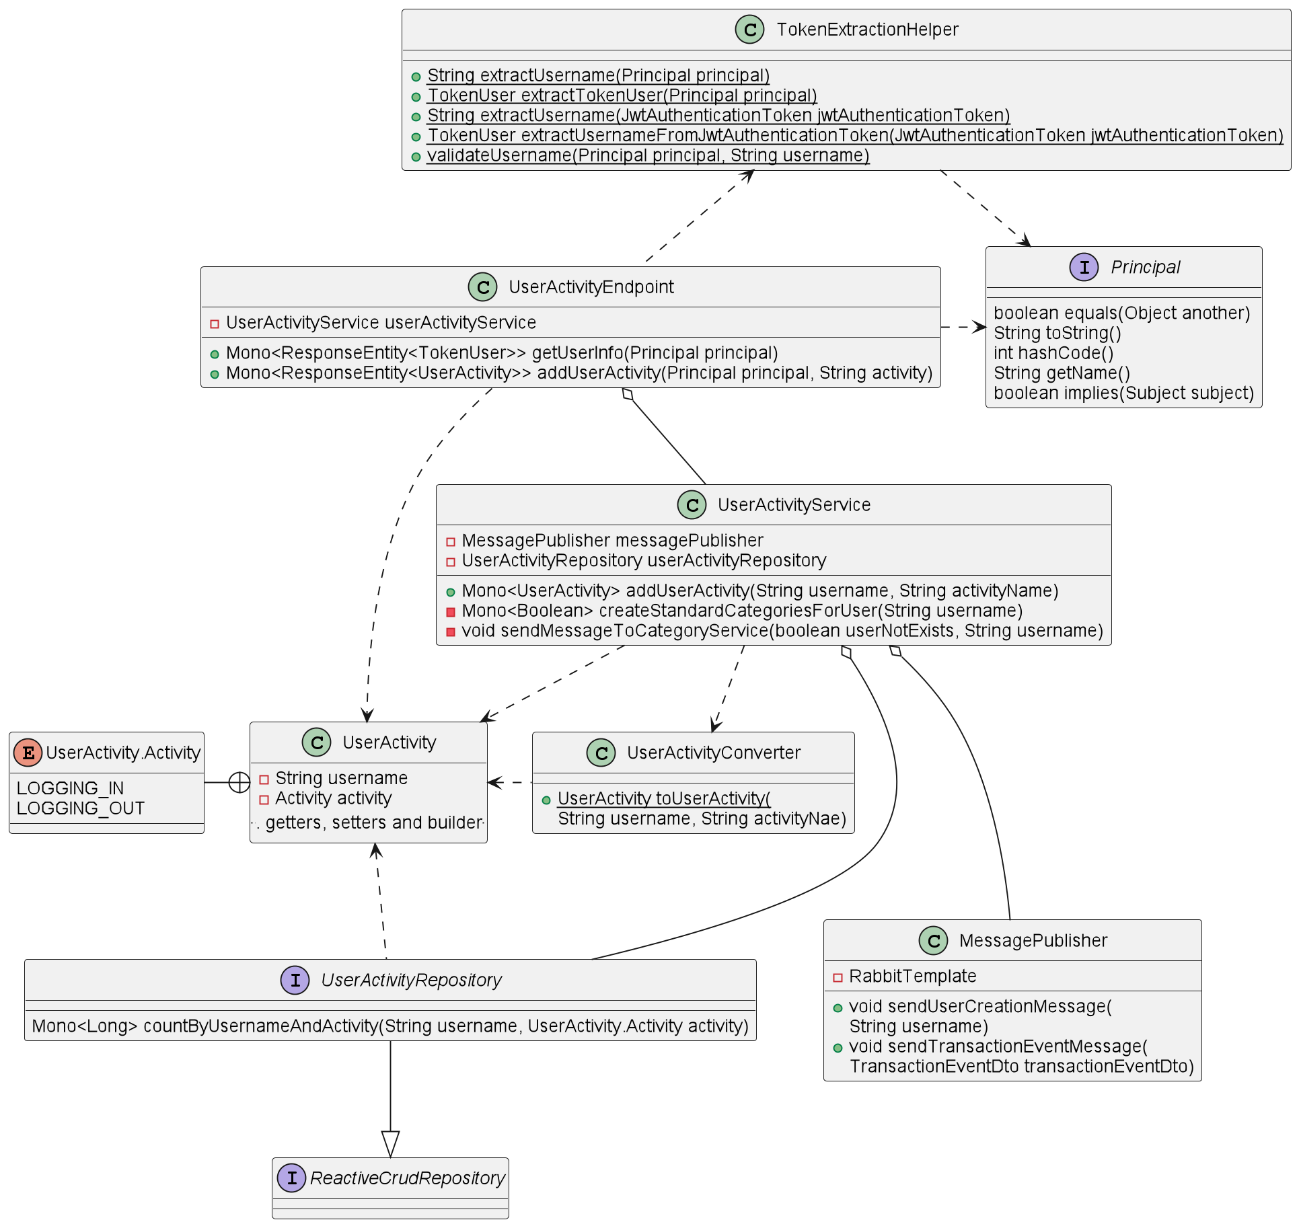 C TokenExtractionHelper
String extractUsername(Principal principal)
TokenUser extractTokenUser(Principal principal)
String extractUsername(JwtAuthenticationToken jwtAuthenticationToken)
TokenUser extractUsernameFromJwtAuthenticationToken(JwtAuthenticationToken jwtAuthenticationToken)
validateUsername(Principal principal, String username)
I Principal
boolean equals(Object another)
String toString()
int hashCode()
String getName()
boolean implies(Subject subject)
C UserActivityEndpoint
UserActivityService userActivityService
Mono<ResponseEntity<TokenUser>> getUserInfo(Principal principal)
Mono<ResponseEntity<UserActivity>> addUserActivity(Principal principal, String activity)
C UserActivityService
MessagePublisher messagePublisher
UserActivityRepository userActivityRepository
Mono<UserActivity> addUserActivity(String username, String activityName)
Mono<Boolean> createStandardCategoriesForUser(String username)
void sendMessageToCategoryService(boolean userNotExists, String username)
E UserActivity.Activity
LOGGING_IN
LOGGING_OUT
C UserActivity
String username
Activity activity
. getters, setters and builder
C UserActivityConverter
UserActivity toUserActivity(
String username, String activityNae)
I UserActivityRepository
Mono<Long> countByUsernameAndActivity(String username, UserActivity.Activity activity)
C MessagePublisher
RabbitTemplate
void sendUserCreationMessage(
String username)
void sendTransactionEventMessage(
TransactionEventDto transactionEventDto)
I ReactiveCrudRepository